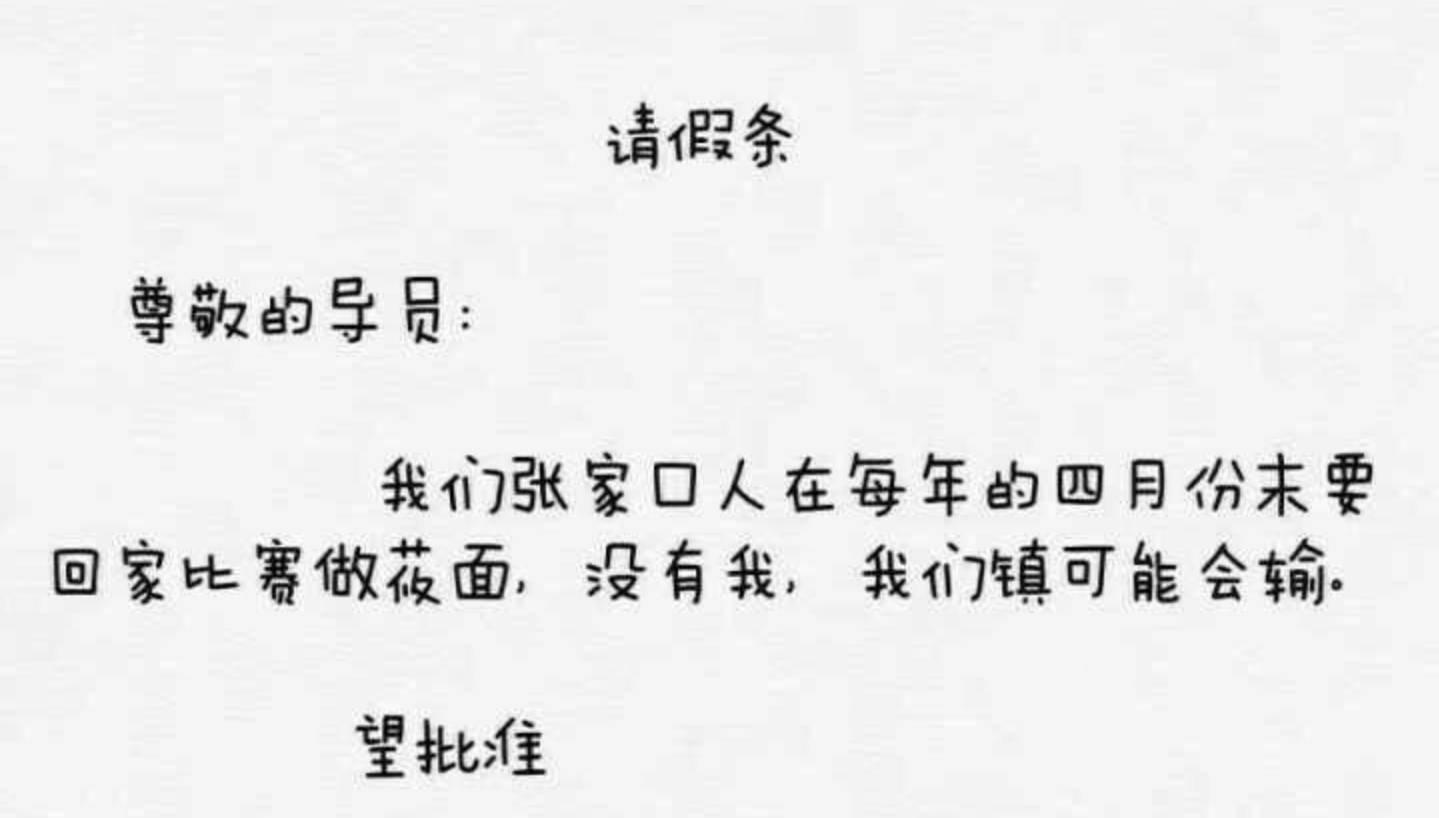 请假条
尊敬的导员:
我们张家口人在每年的四月份末要
回家比赛做莜面, 没有我, 我们镇可能会输。
望批准